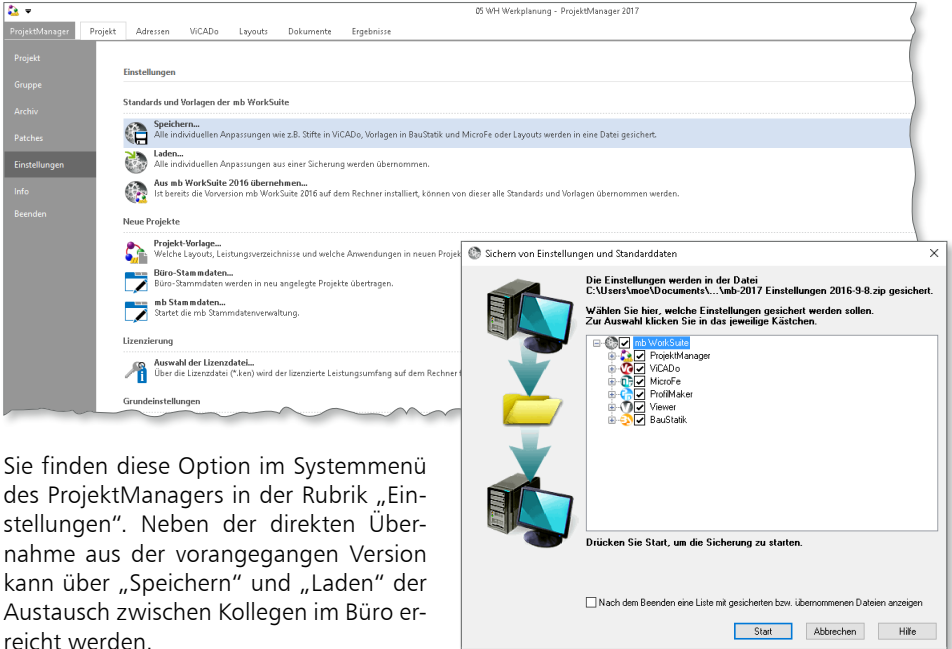 05 WH Werkplanung - ProjektManager 2017
ProjektManager Projekt Adressen ViCADo Layouts Dokumente Ergebnisse
Projekt
Gruppe
Archiv
Patches
Einstellungen
Info
Beenden
Einstellungen
Standards und Vorlagen der mb WorkSuite
Speichern...
Alle individuellen Anpassungen wie z.B. Stifte in ViCADo, Vorlagen in BauStatik und MicroFe oder Layouts werden in eine Datei gesichert.
Laden...
Alle individuellen Anpassungen aus einer Sicherung werden übernommen.
Aus mb WorkSuite 2016 übernehmen...
Ist bereits die Vorversion mb WorkSuite 2016 auf dem Rechner installiert, können von dieser alle Standards und Vorlagen übernommen werden.
Neue Projekte
Projekt-Vorlage...
Welche Layouts, Leistungsverzeichnisse und welche Anwendungen in neuen Projek
Büro-Stammdaten...
Büro-Stammdaten werden in neu angelegte Projekte übertragen.
mb Stammdaten...
Startet die mb Stammdatenverwaltung.
Lizenzierung
Auswahl der Lizenzdatei...
Über die Lizenzdatei (*.ken) wird der lizenzierte Leistungsumfang auf dem Rechner f
Grundeinstellungen
Sichern von Einstellungen und Standarddaten
Die Einstellungen werden in der Datei
C:\Users\moe\Documents\...\mb-2017 Einstellungen 2016-9-8.zip gesichert.
Wählen Sie hier, welche Einstellungen gesichert werden sollen.
Zur Auswahl klicken Sie in das jeweilige Kästchen.
mb WorkSuite
ProjektManager
ViCADo
MicroFe
ProfilMaker
Viewer
BauStatik
Drücken Sie Start, um die Sicherung zu starten.
Nach dem Beenden eine Liste mit gesicherten bzw. übernommenen Dateien anzeigen
Start Abbrechen Hilfe
Sie finden diese Option im Systemmenü
des ProjektManagers in der Rubrik „Ein-
stellungen“. Neben der direkten Über-
nahme aus der vorangegangen Version
kann über „Speichern“ und „Laden“ der
Austausch zwischen Kollegen im Büro er-
reicht werden.